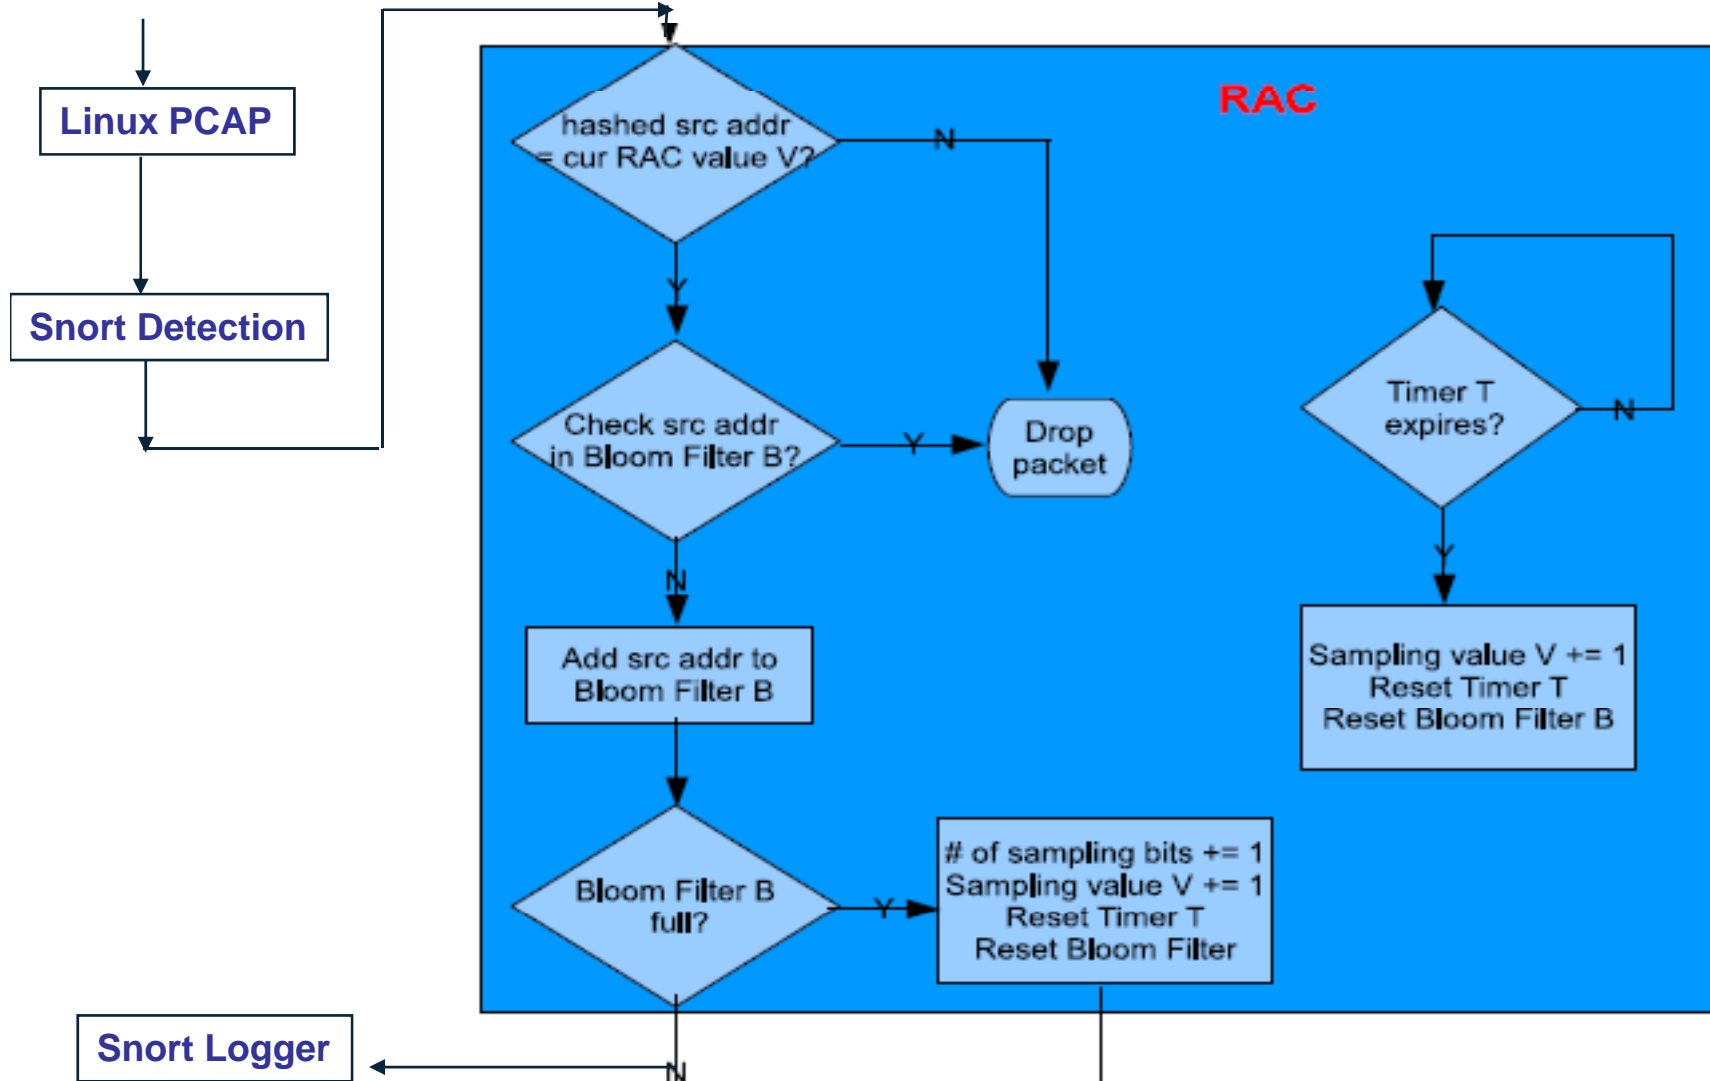 RAC
Linux PCAP
hashed src addr
= cur RAC value V?
N
Y
Snort Detection
Timer T
expires?
N
Check src addr
in Bloom Filter B?
Y
Drop
packet
N
Y
Add src addr to
Bloom Filter B
Sampling value V += 1
Reset Timer T
Reset Bloom Filter B
# of sampling bits += 1
Sampling value V += 1
Reset Timer T
Reset Bloom Filter
Bloom Filter B
full?
Y
Snort Logger
N